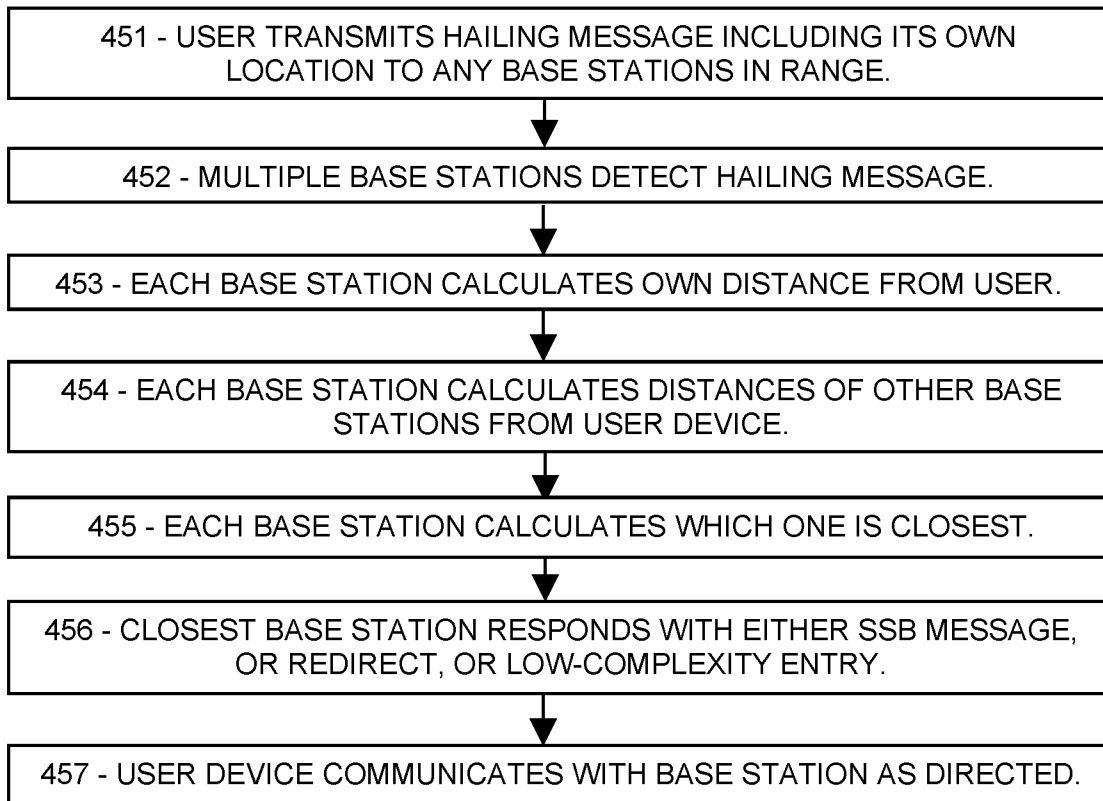 451 - USER TRANSMITS HAILING MESSAGE INCLUDING ITS OWN
LOCATION TO ANY BASE STATIONS IN RANGE.
452 - MULTIPLE BASE STATIONS DETECT HAILING MESSAGE.
453 - EACH BASE STATION CALCULATES OWN DISTANCE FROM USER.
454 - EACH BASE STATION CALCULATES DISTANCES OF OTHER BASE
STATIONS FROM USER DEVICE.
455 - EACH BASE STATION CALCULATES WHICH ONE IS CLOSEST.
456 - CLOSEST BASE STATION RESPONDS WITH EITHER SSB MESSAGE,
OR REDIRECT, OR LOW-COMPLEXITY ENTRY.
457 - USER DEVICE COMMUNICATES WITH BASE STATION AS DIRECTED.